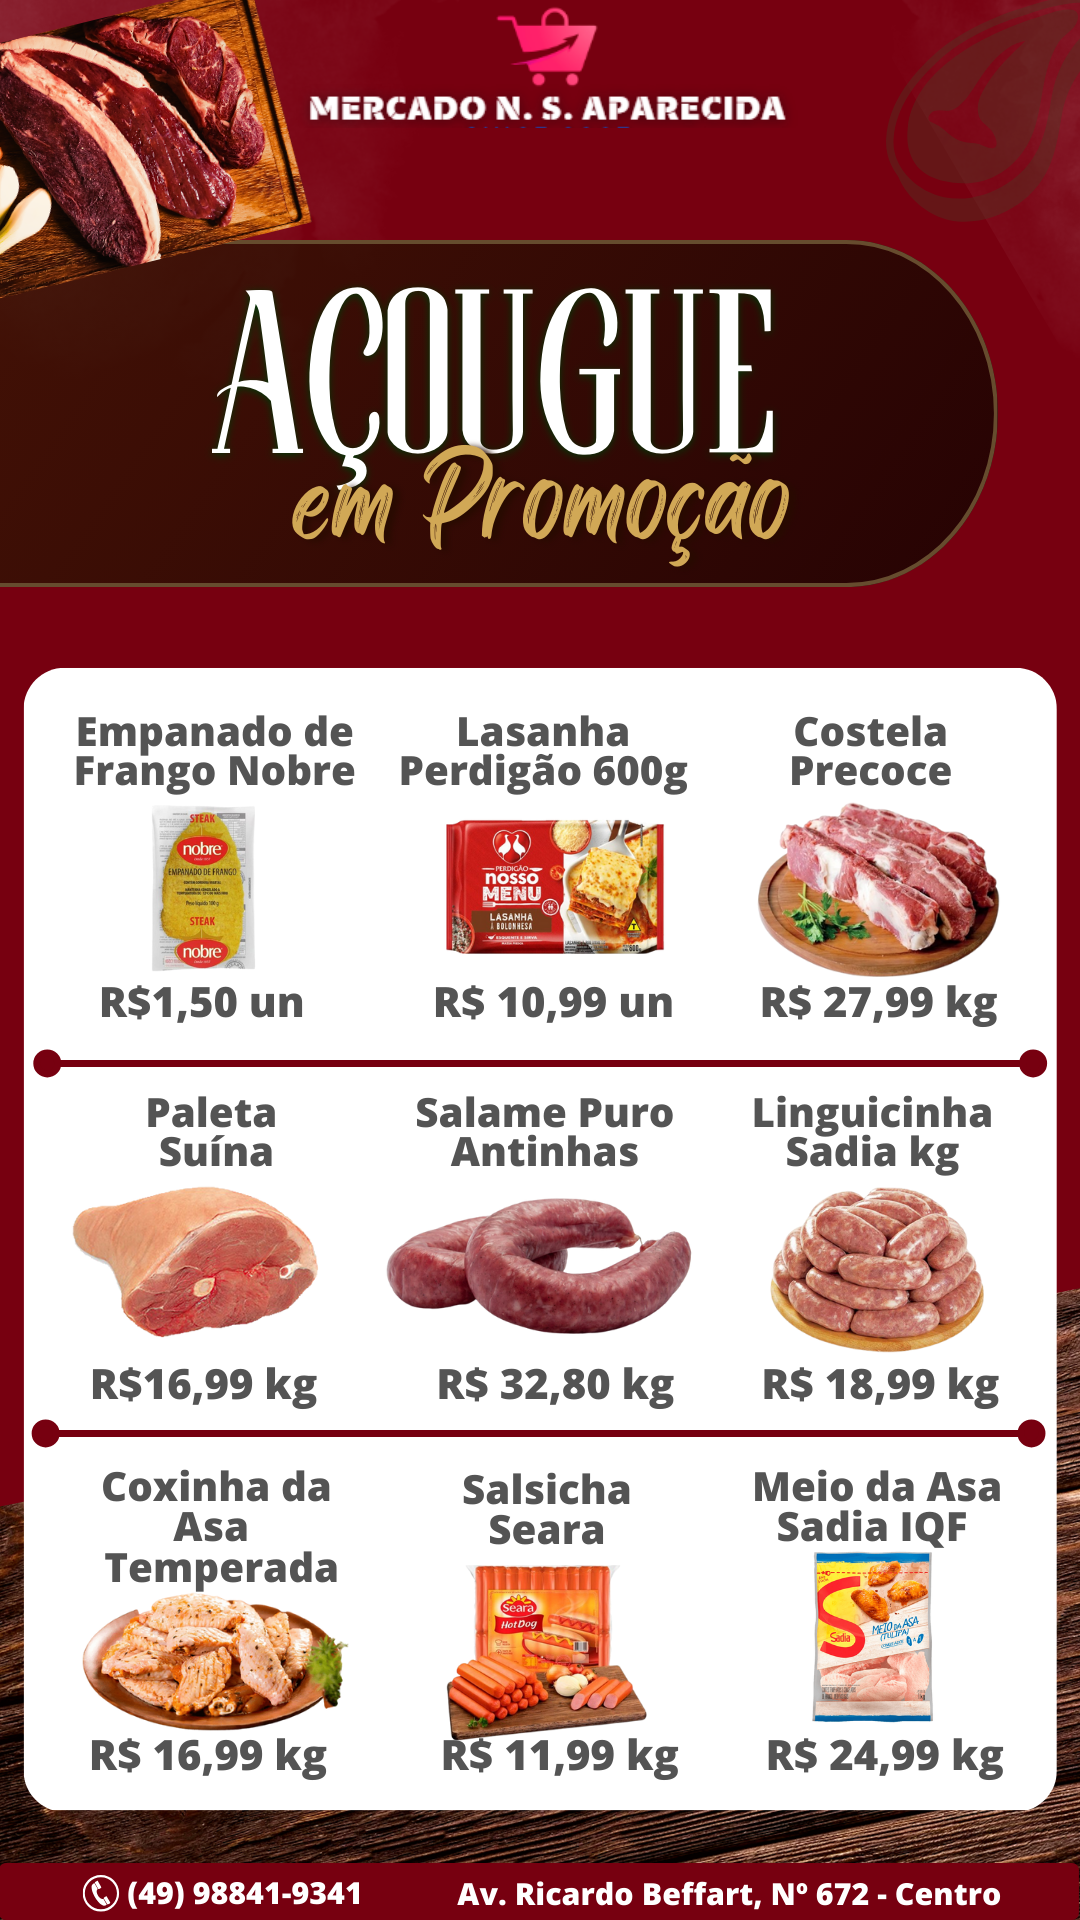 MERCADO N. S. APARECIDA
AÇOUGUE
em Promoção
Empanado de
Frango Nobre
Lasanha
Perdigão 600g
Costela
Precoce
STEAK
nobre
EMPANADO DE FRANGO
STEAK
nobre
PERDIGÃO
nosso
MENU
LASANHA
À BOLONHESA
R$1,50 un
R$ 10,99 un
R$ 27,99 kg
Paleta
Suína
Salame Puro
Antinhas
Linguicinha
Sadia kg
R$16,99 kg
R$ 32,80 kg
R$ 18,99 kg
Coxinha da
Asa
Temperada
Salsicha
Seara
Meio da Asa
Sadia IQF
Seara
Hot Dog
S
Sadia
MEIO DA ASA
(TULIPA)
R$ 16,99 kg
R$ 11,99 kg
R$ 24,99 kg
(49) 98841-9341
Av. Ricardo Beffart, Nº 672 - Centro